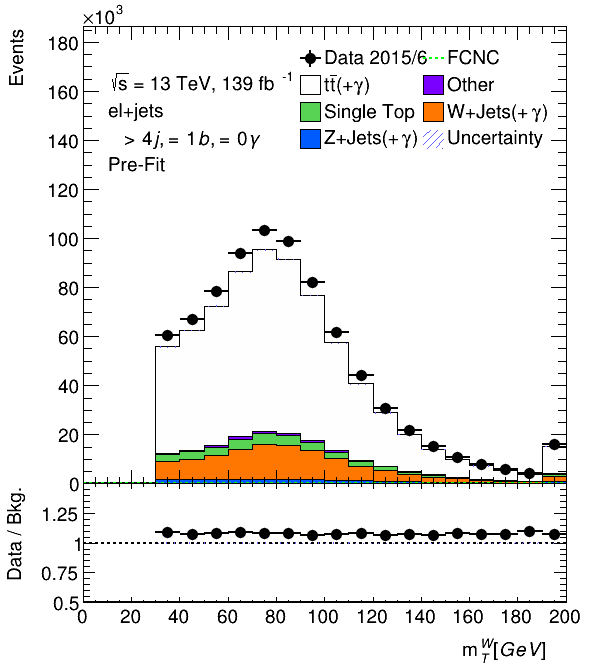 ×10³
Events
180
160
140
120
100
80
60
40
20
0
√s = 13 TeV, 139 fb⁻¹
el+jets
> 4j, = 1b, = 0γ
Pre-Fit
Data 2015/6 FCNC
tt̄(+γ) Other
Single Top W+Jets(+γ)
Z+Jets(+γ) Uncertainty
Data / Bkg.
1.25
1
0.75
0.5
0 20 40 60 80 100 120 140 160 180 200
m_T^W[GeV]